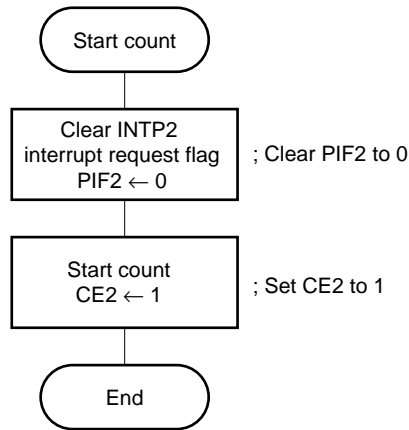 Start count
Clear INTP2
interrupt request flag
PIF2 ← 0
; Clear PIF2 to 0
Start count
CE2 ← 1
; Set CE2 to 1
End